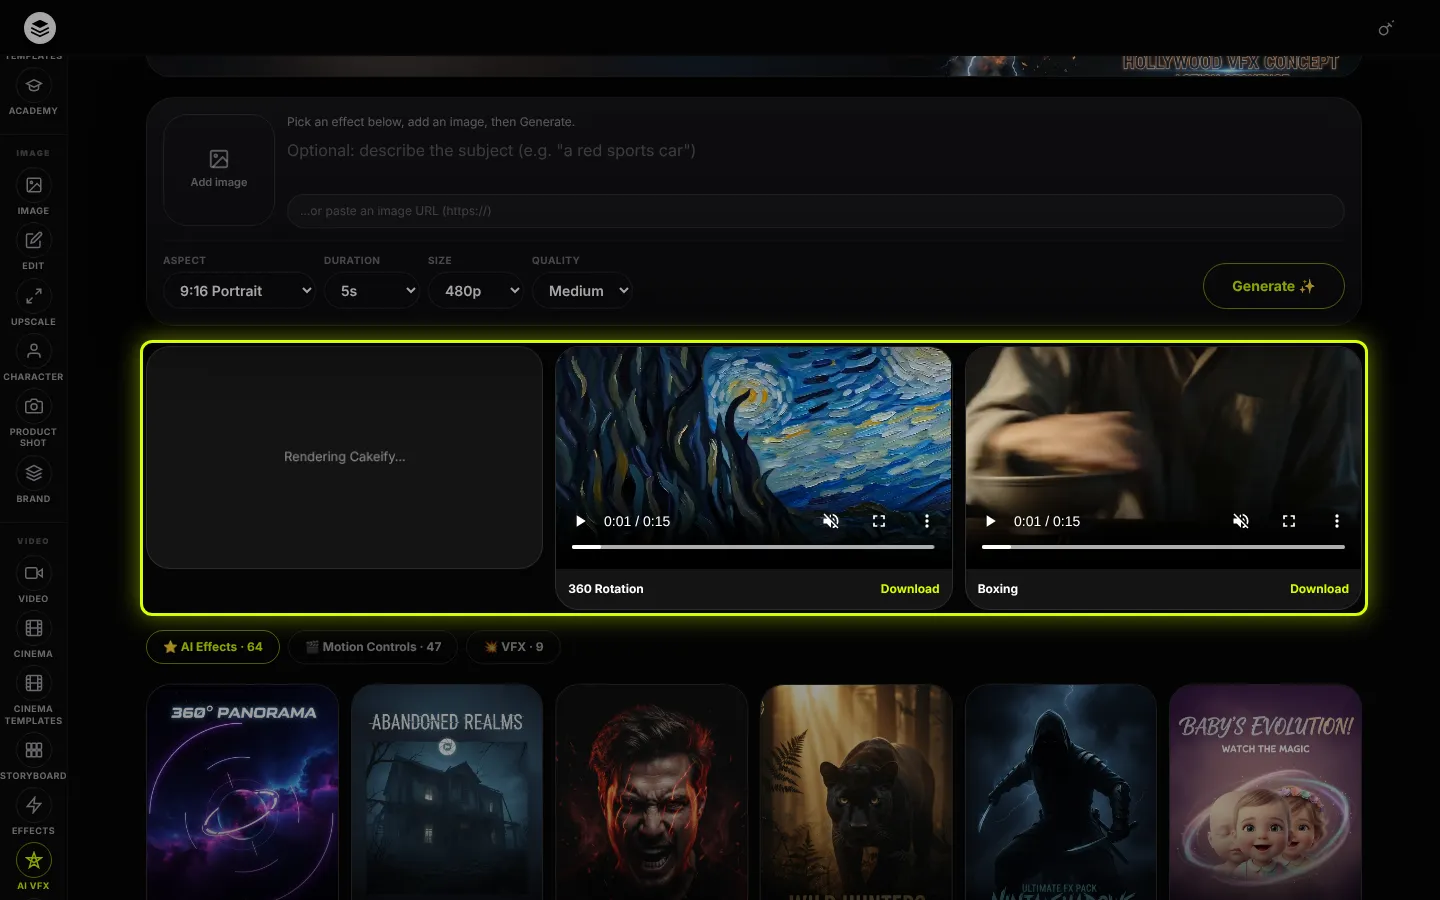 HOLLYWOOD VFX CONCEPT
TEMPLATES
ACADEMY
IMAGE
IMAGE
EDIT
UPSCALE
CHARACTER
PRODUCT
SHOT
BRAND
VIDEO
VIDEO
CINEMA
CINEMA
TEMPLATES
STORYBOARD
EFFECTS
AI VFX
Pick an effect below, add an image, then Generate.
Optional: describe the subject (e.g. "a red sports car")
Add image
...or paste an image URL (https://)
ASPECT
DURATION
SIZE
QUALITY
9:16 Portrait
5s
480p
Medium
Generate ✨
Rendering Cakeify...
0:01 / 0:15
0:01 / 0:15
360 Rotation
Download
Boxing
Download
⭐ AI Effects · 64
🎬 Motion Controls · 47
💥 VFX · 9
360° PANORAMA
ABANDONED REALMS
BABY'S EVOLUTION!
WATCH THE MAGIC
WILD HUNTERS
ULTIMATE FX PACK